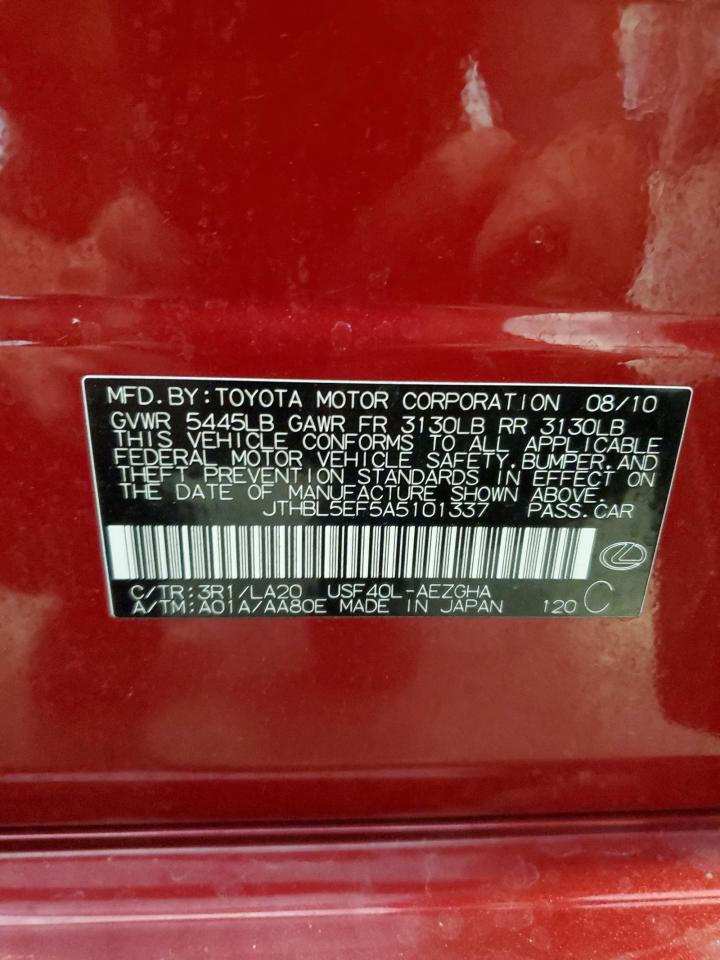 MFD.BY:TOYOTA MOTOR CORPORATION 08/10
GVWR 5445LB GAWR FR 3130LB RR 3130LB
THIS VEHICLE CONFORMS TO ALL APPLICABLE
FEDERAL MOTOR VEHICLE SAFETY,BUMPER,AND
THEFT PREVENTION STANDARDS IN EFFECT ON
THE DATE OF MANUFACTURE SHOWN ABOVE.
JTHBL5EF5A5101337 PASS.CAR
C/TR:3R1/LA20 USF40L-AEZGHA
A/TM:A01A/AA80E MADE IN JAPAN 120 C